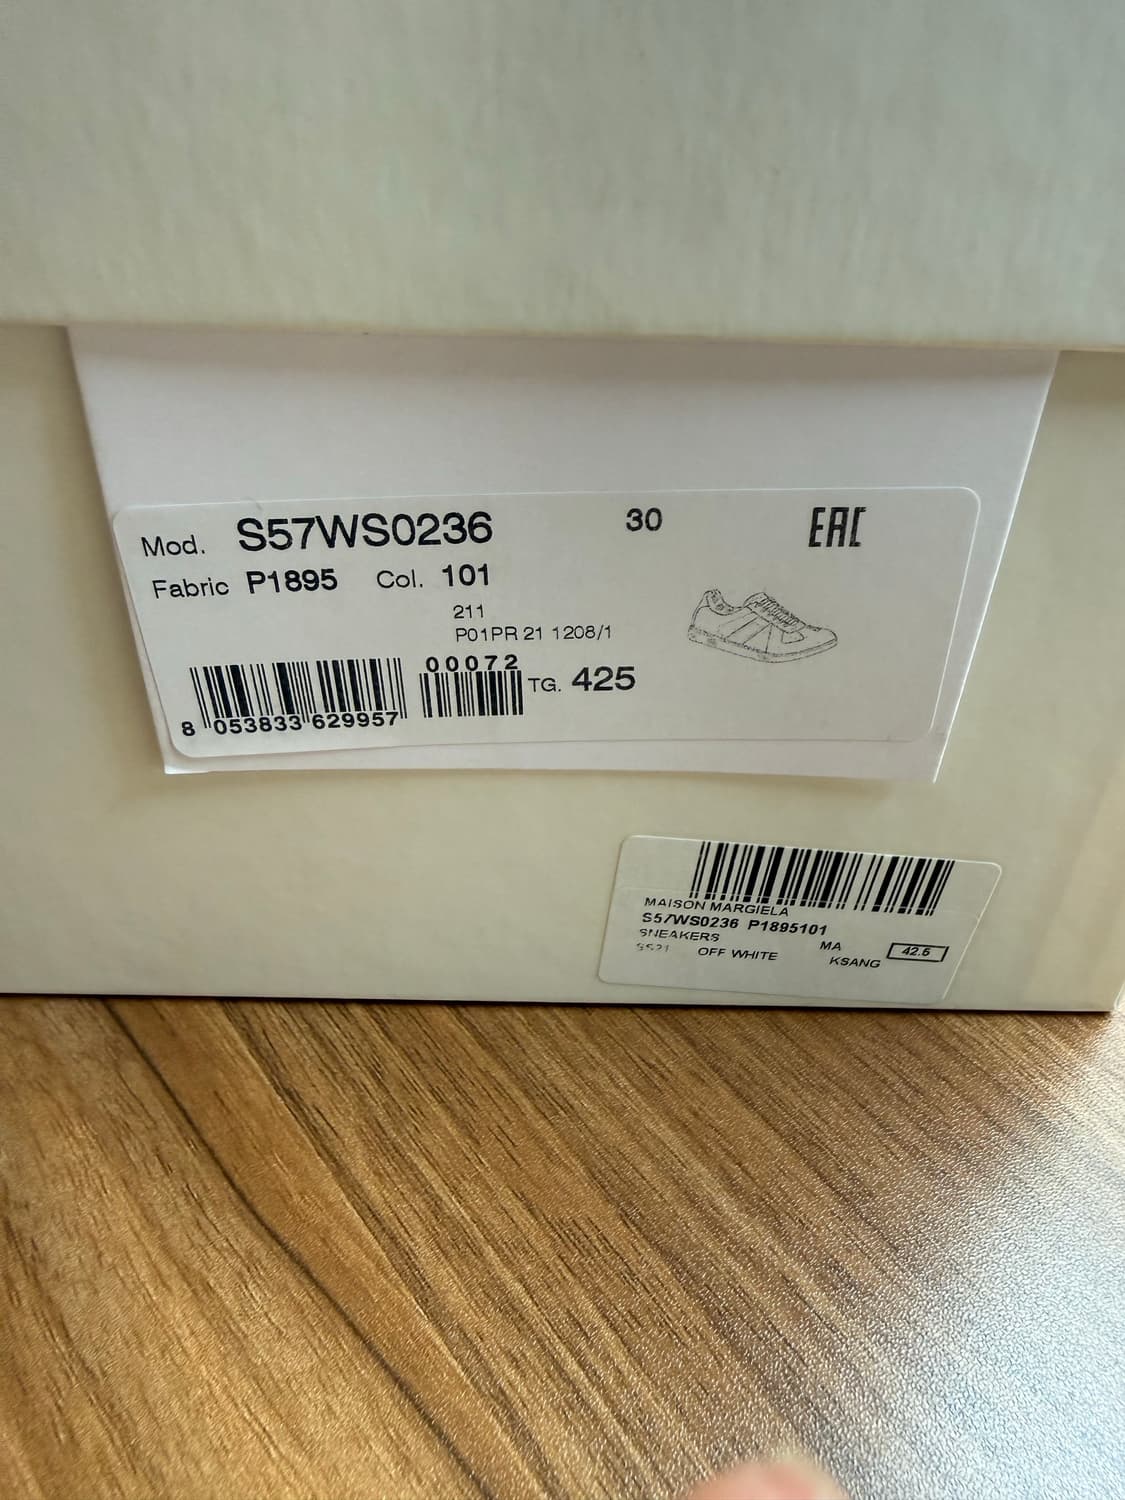 Mod. S57WS0236 30 EAC
Fabric P1895 Col. 101
211
P01PR 21 1208/1
00072
TG. 425
8 053833 629957
MAISON MARGIELA
S57WS0236 P1895101
SNEAKERS MA 42.5
SS21 OFF WHITE KSANG